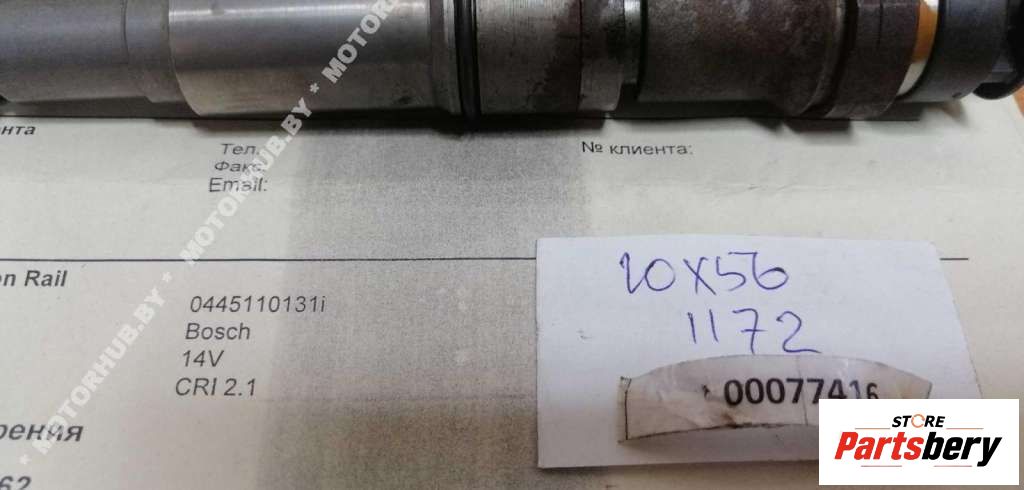 * MOTORHUB.BY * MOTORHUB.BY * MOTOR
нта
Тел.
Факс
Email:
№ клиента:
on Rail
0445110131i
Bosch
14V
CRI 2.1
рения
62
10X56
1172
00077416
STORE
Partsbery